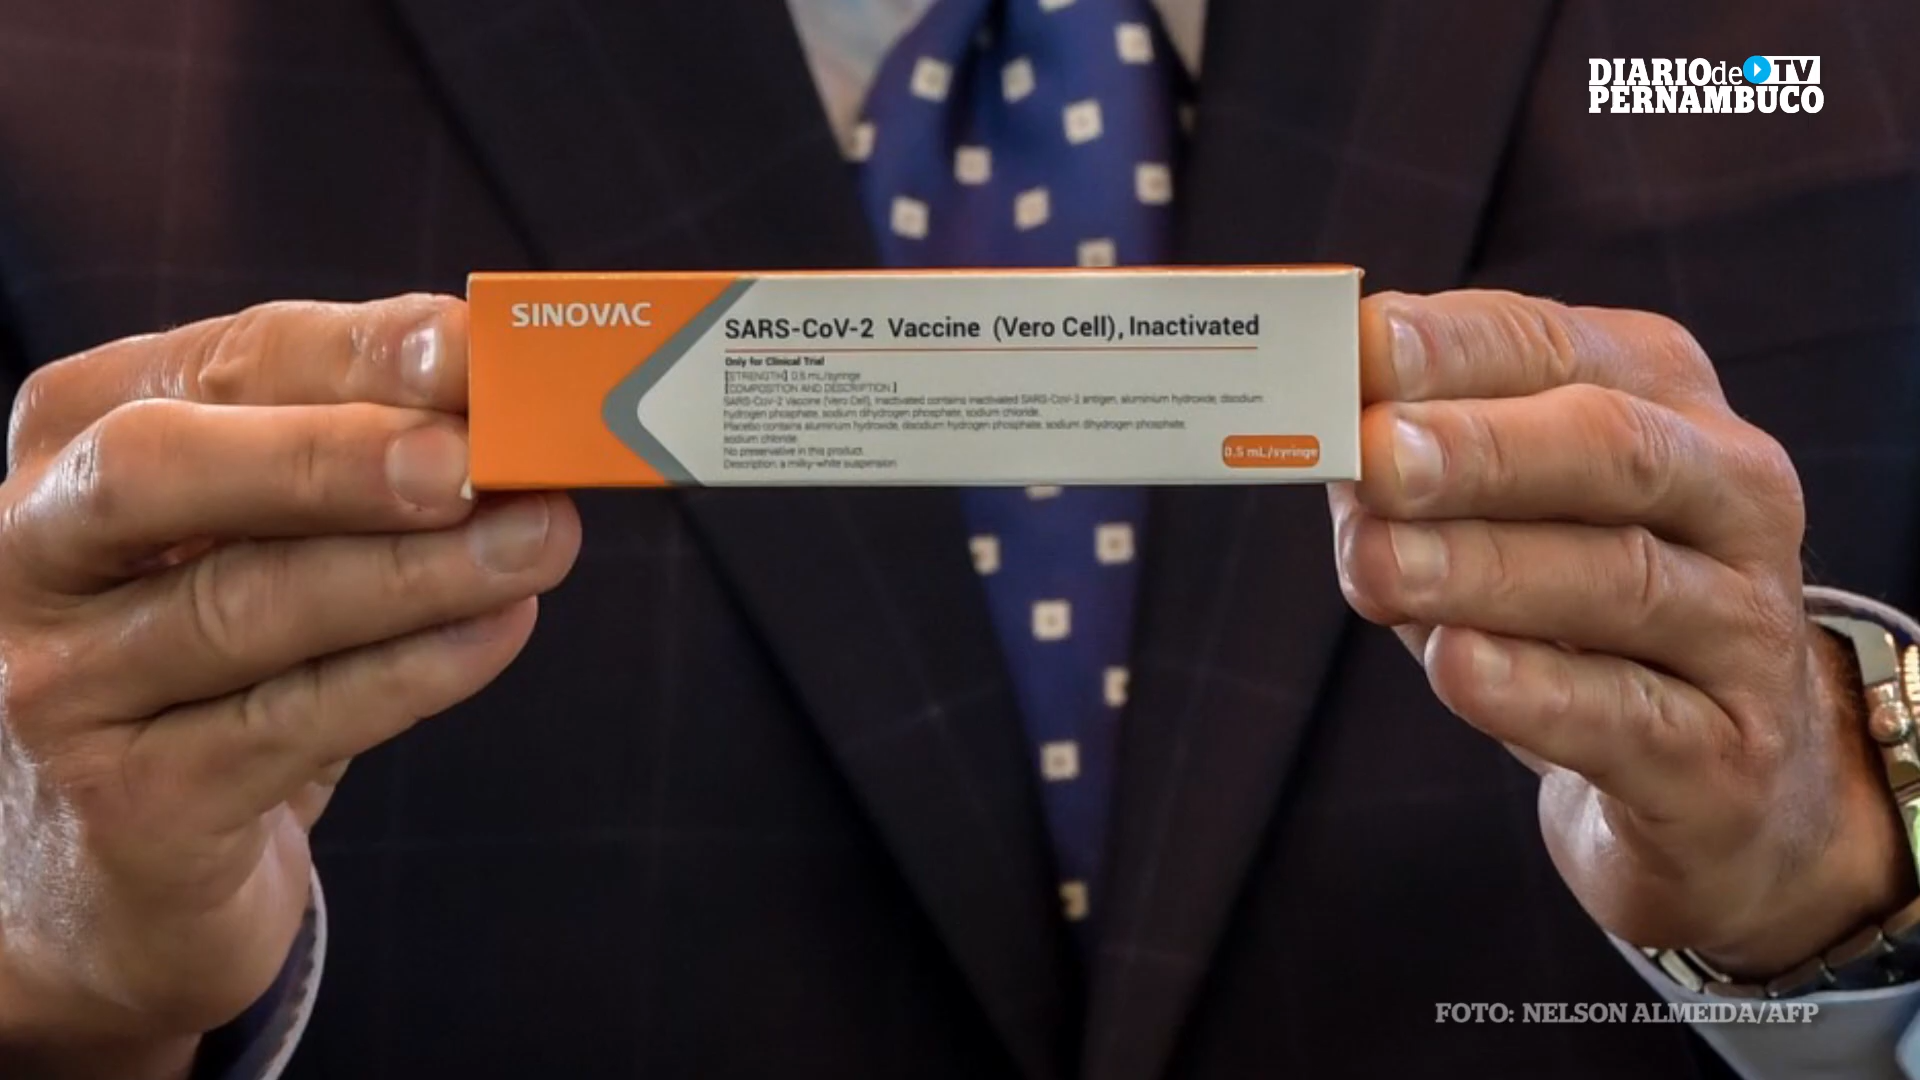 DIARIO de TV
PERNAMBUCO
SINOVAC
SARS-CoV-2 Vaccine (Vero Cell), Inactivated
Only for Clinical Trial
[STRENGTH] 0.5 mL/syringe
[COMPOSITION AND DESCRIPTION]
SARS-CoV-2 Vaccine (Vero Cell), Inactivated contains inactivated SARS-CoV-2 antigen, aluminium hydroxide, disodium
hydrogen phosphate, sodium dihydrogen phosphate, sodium chloride.
Placebo contains aluminium hydroxide, disodium hydrogen phosphate, sodium dihydrogen phosphate,
sodium chloride.
No preservative in this product.
Description: a milky-white suspension
0.5 mL/syringe
FOTO: NELSON ALMEIDA/AFP